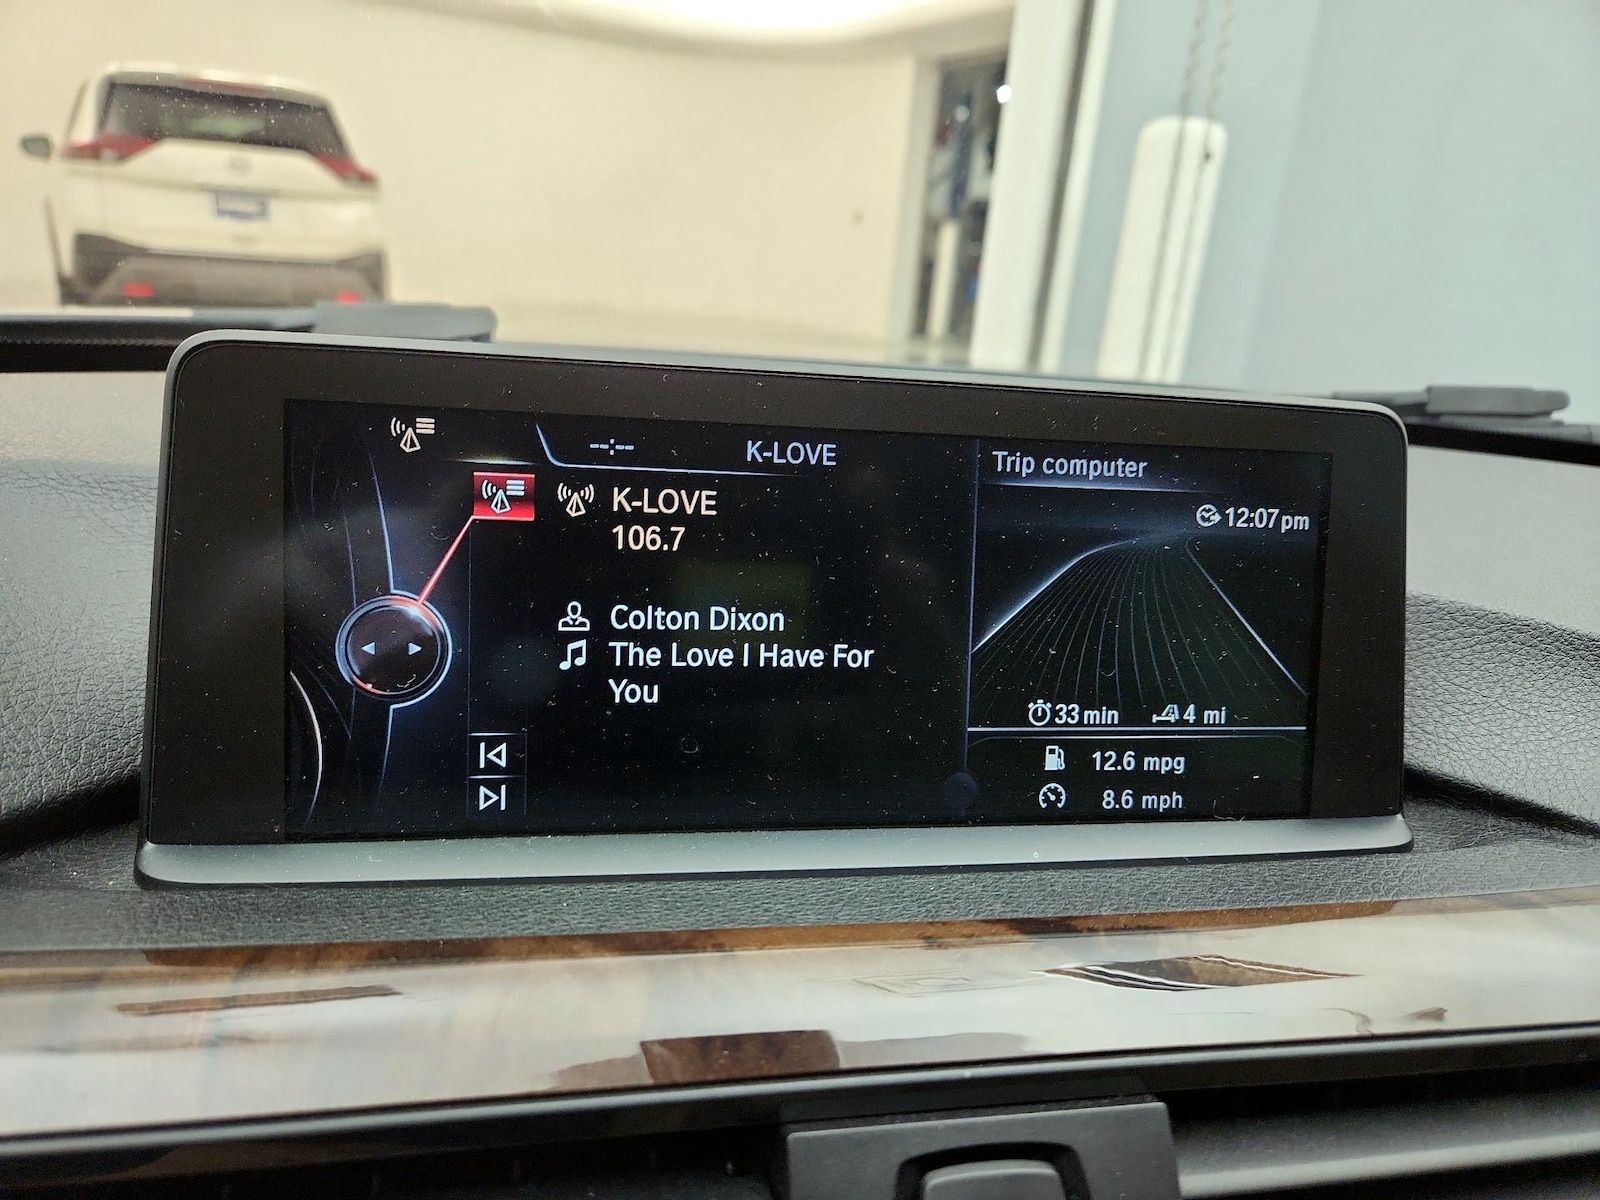 --:--
K-LOVE
K-LOVE
106.7
Colton Dixon
The Love I Have For
You
Trip computer
12:07 pm
33 min
4 mi
12.6 mpg
8.6 mph